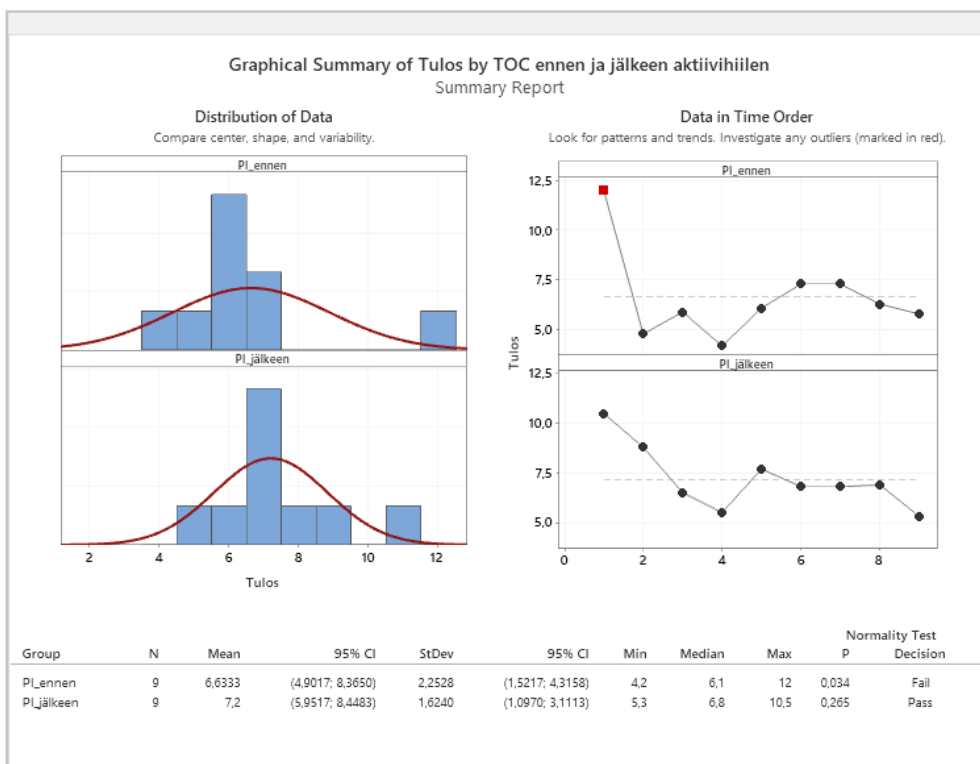 Graphical Summary of Tulos by TOC ennen ja jälkeen aktiivihiilen
Summary Report
Distribution of Data
Compare center, shape, and variability.
PI_ennen
PI_jälkeen
2 4 6 8 10 12
Tulos
Data in Time Order
Look for patterns and trends. Investigate any outliers (marked in red).
PI_ennen
12,5
10,0
7,5
5,0
Tulos
PI_jälkeen
12,5
10,0
7,5
5,0
0 2 4 6 8
Normality Test
Group N Mean 95% CI StDev 95% CI Min Median Max P Decision
PI_ennen 9 6,6333 (4,9017; 8,3650) 2,2528 (1,5217; 4,3158) 4,2 6,1 12 0,034 Fail
PI_jälkeen 9 7,2 (5,9517; 8,4483) 1,6240 (1,0970; 3,1113) 5,3 6,8 10,5 0,265 Pass